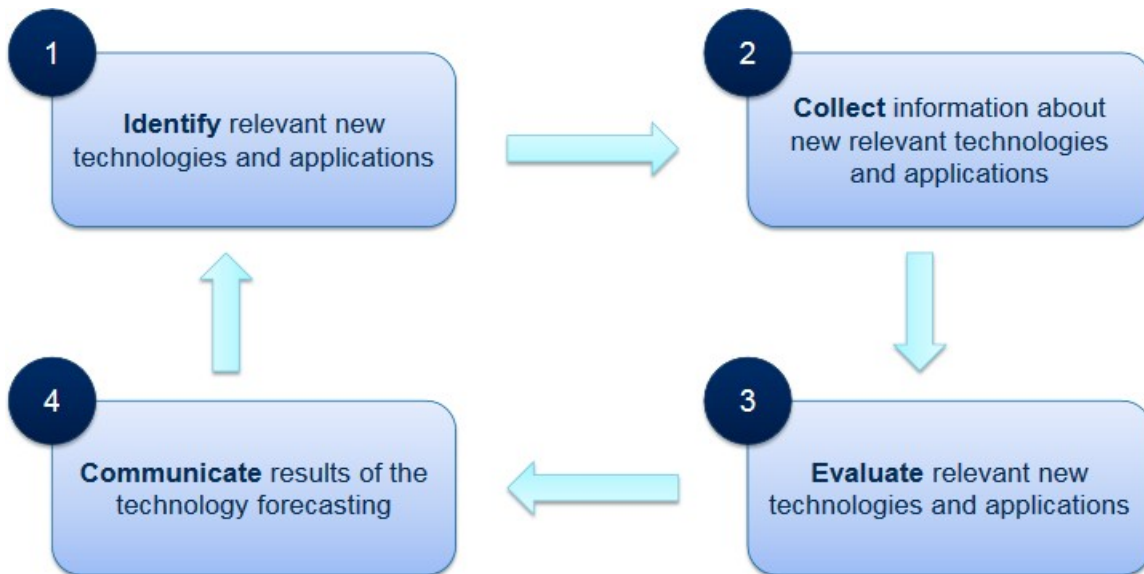 1
Identify relevant new
technologies and applications
2
Collect information about
new relevant technologies
and applications
3
Evaluate relevant new
technologies and applications
4
Communicate results of the
technology forecasting